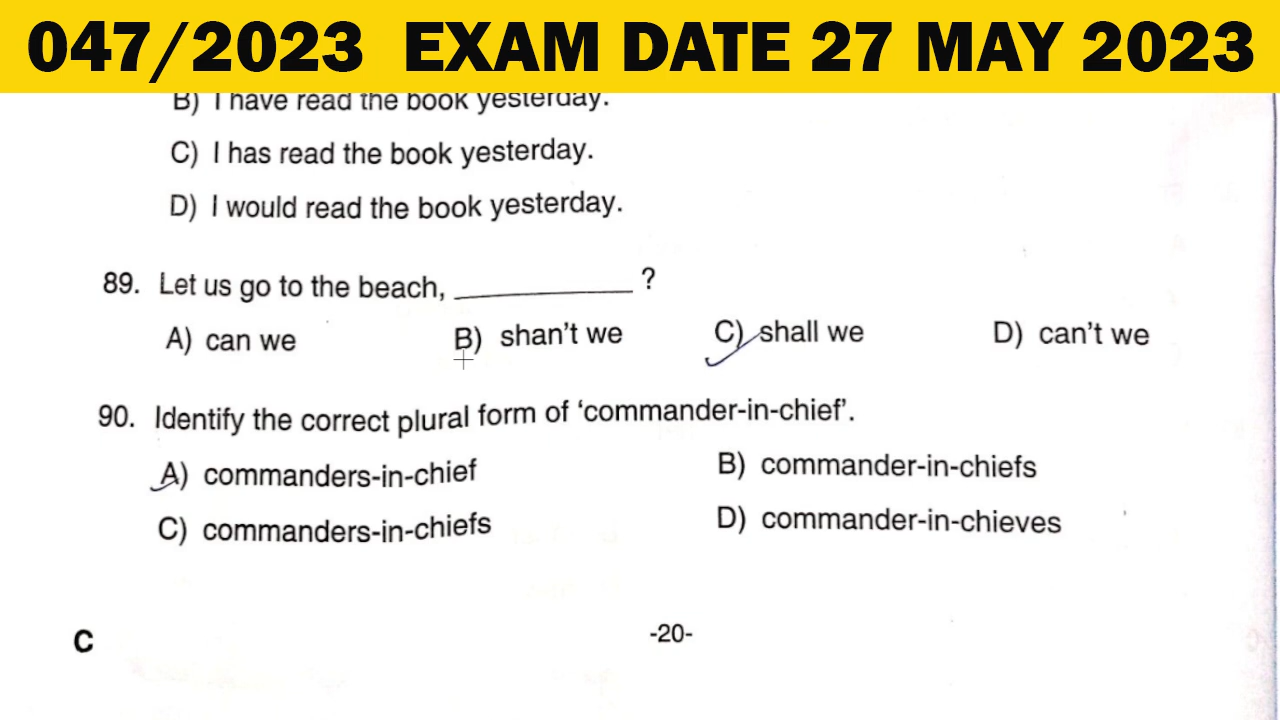 047/2023 EXAM DATE 27 MAY 2023
B) I have read the book yesterday.
C) I has read the book yesterday.
D) I would read the book yesterday.
89. Let us go to the beach, ____________ ?
A) can we B) shan't we C) shall we D) can't we
90. Identify the correct plural form of ‘commander-in-chief’.
A) commanders-in-chief B) commander-in-chiefs
C) commanders-in-chiefs D) commander-in-chieves
C -20-